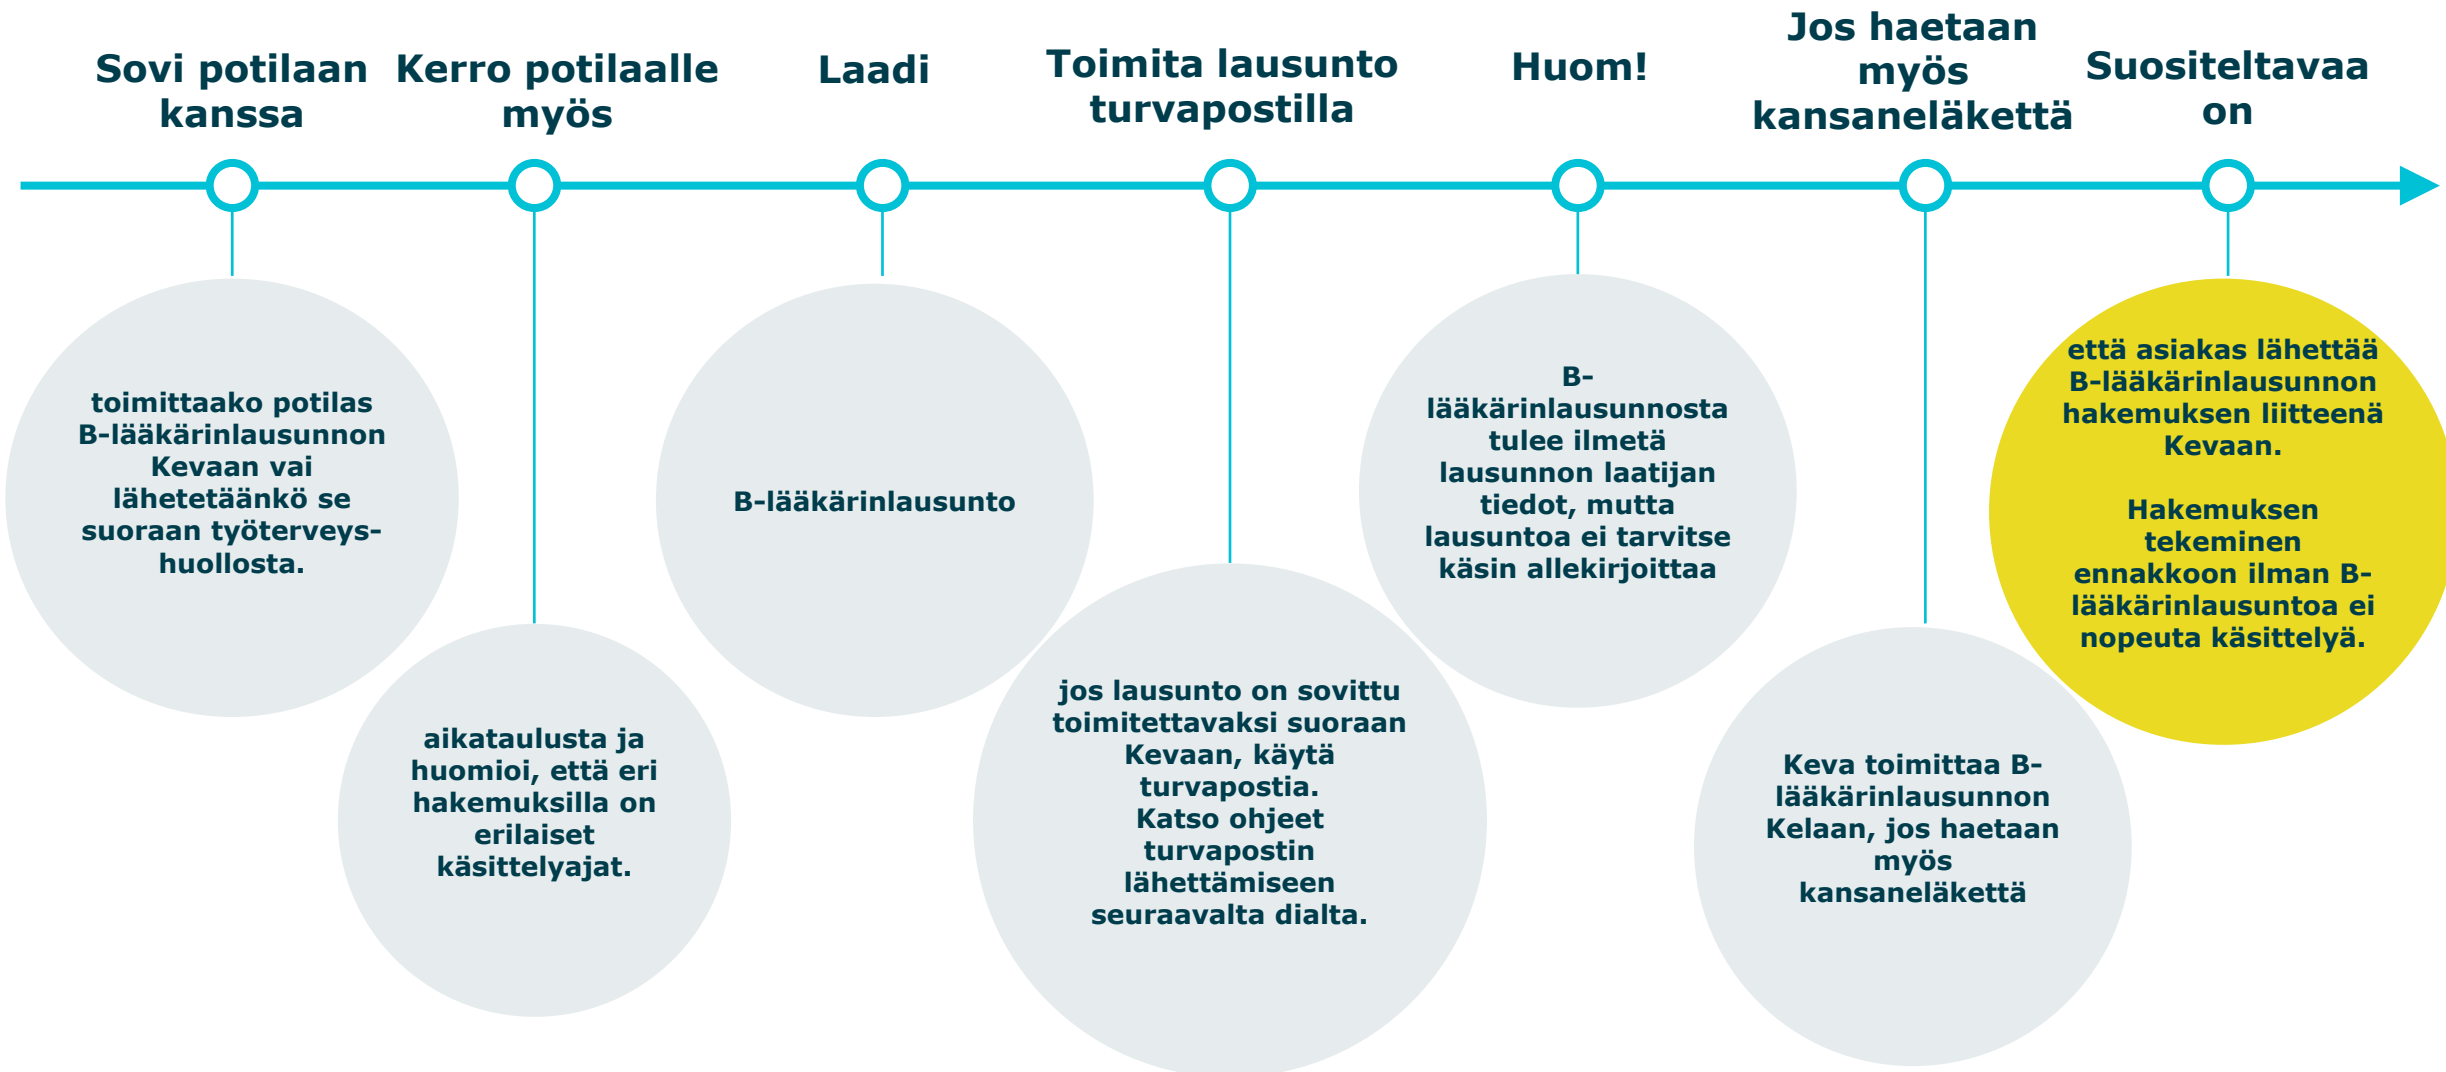 Sovi potilaan
kanssa
toimittaako potilas
B-lääkärinlausunnon
Kevaan vai
lähetetäänkö se
suoraan työterveys-
huollosta.
Kerro potilaalle
myös
aikataulusta ja
huomioi, että eri
hakemuksilla on
erilaiset
käsittelyajat.
Laadi
B-lääkärinlausunto
Toimita lausunto
turvapostilla
jos lausunto on sovittu
toimitettavaksi suoraan
Kevaan, käytä
turvapostia.
Katso ohjeet
turvapostin
lähettämiseen
seuraavalta dialta.
Huom!
B-
lääkärinlausunnosta
tulee ilmetä
lausunnon laatijan
tiedot, mutta
lausuntoa ei tarvitse
käsin allekirjoittaa
Jos haetaan
myös
kansaneläkettä
Keva toimittaa B-
lääkärinlausunnon
Kelaan, jos haetaan
myös
kansaneläkettä
Suositeltavaa
on
että asiakas lähettää
B-lääkärinlausunnon
hakemuksen liitteenä
Kevaan.
Hakemuksen
tekeminen
ennakkoon ilman B-
lääkärinlausuntoa ei
nopeuta käsittelyä.